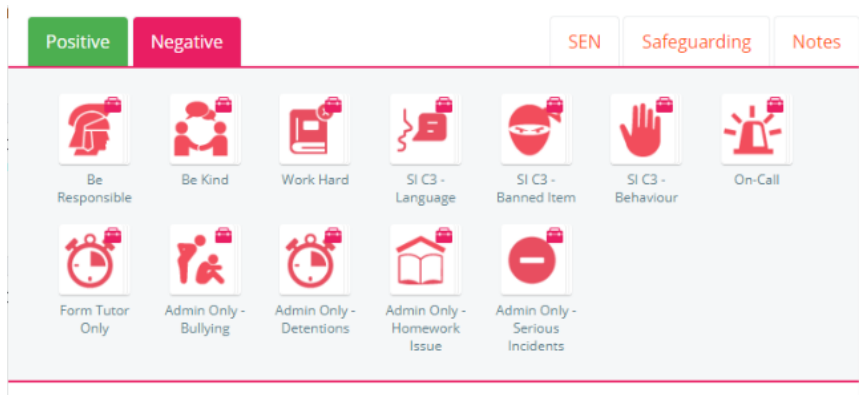 Positive
Negative
SEN
Safeguarding
Notes
Be
Responsible
Be Kind
Work Hard
SI C3 -
Language
SI C3 -
Banned Item
SI C3 -
Behaviour
On-Call
Form Tutor
Only
Admin Only -
Bullying
Admin Only -
Detentions
Admin Only -
Homework
Issue
Admin Only -
Serious
Incidents